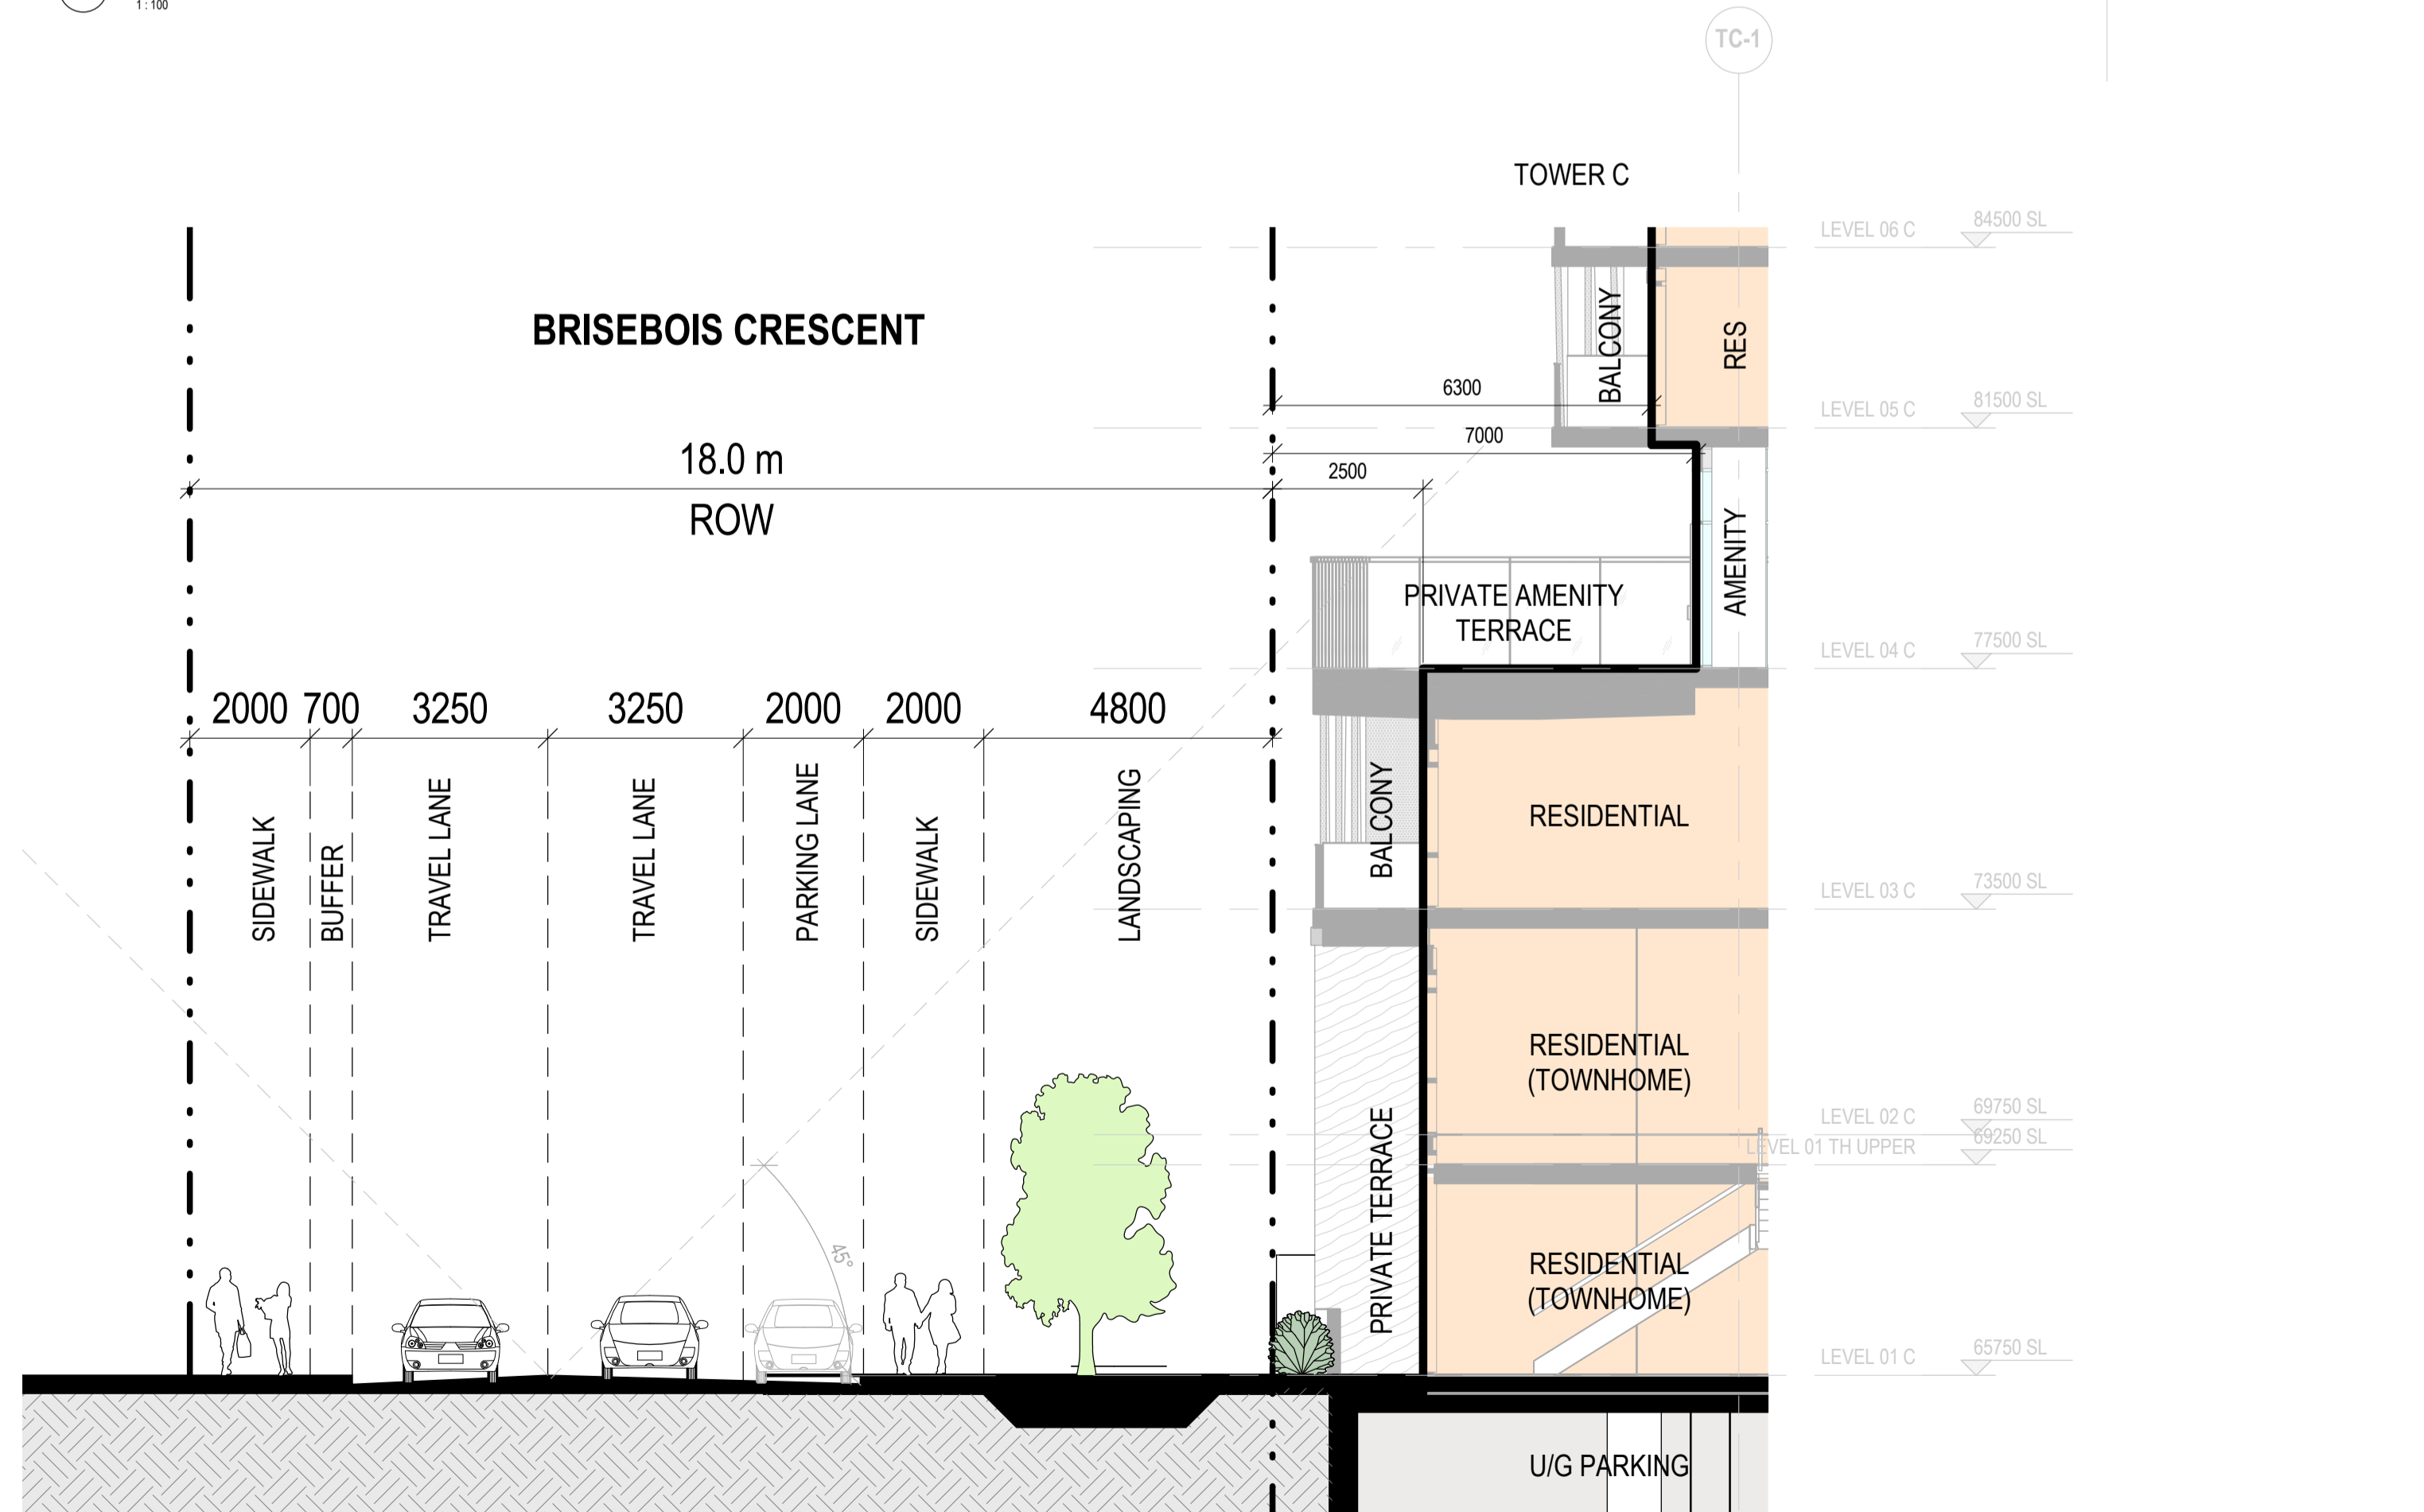 1 : 100
TC-1
TOWER C
LEVEL 06 C
84500 SL
BRISEBOIS CRESCENT
BALCONY
RES
6300
LEVEL 05 C
81500 SL
7000
18.0 m
2500
ROW
PRIVATE AMENITY
TERRACE
AMENITY
LEVEL 04 C
77500 SL
2000
700
3250
3250
2000
2000
4800
SIDEWALK
BUFFER
TRAVEL LANE
TRAVEL LANE
PARKING LANE
SIDEWALK
LANDSCAPING
BALCONY
RESIDENTIAL
LEVEL 03 C
73500 SL
RESIDENTIAL
(TOWNHOME)
LEVEL 02 C
69750 SL
LEVEL 01 TH UPPER
69250 SL
45°
PRIVATE TERRACE
RESIDENTIAL
(TOWNHOME)
LEVEL 01 C
65750 SL
U/G PARKING